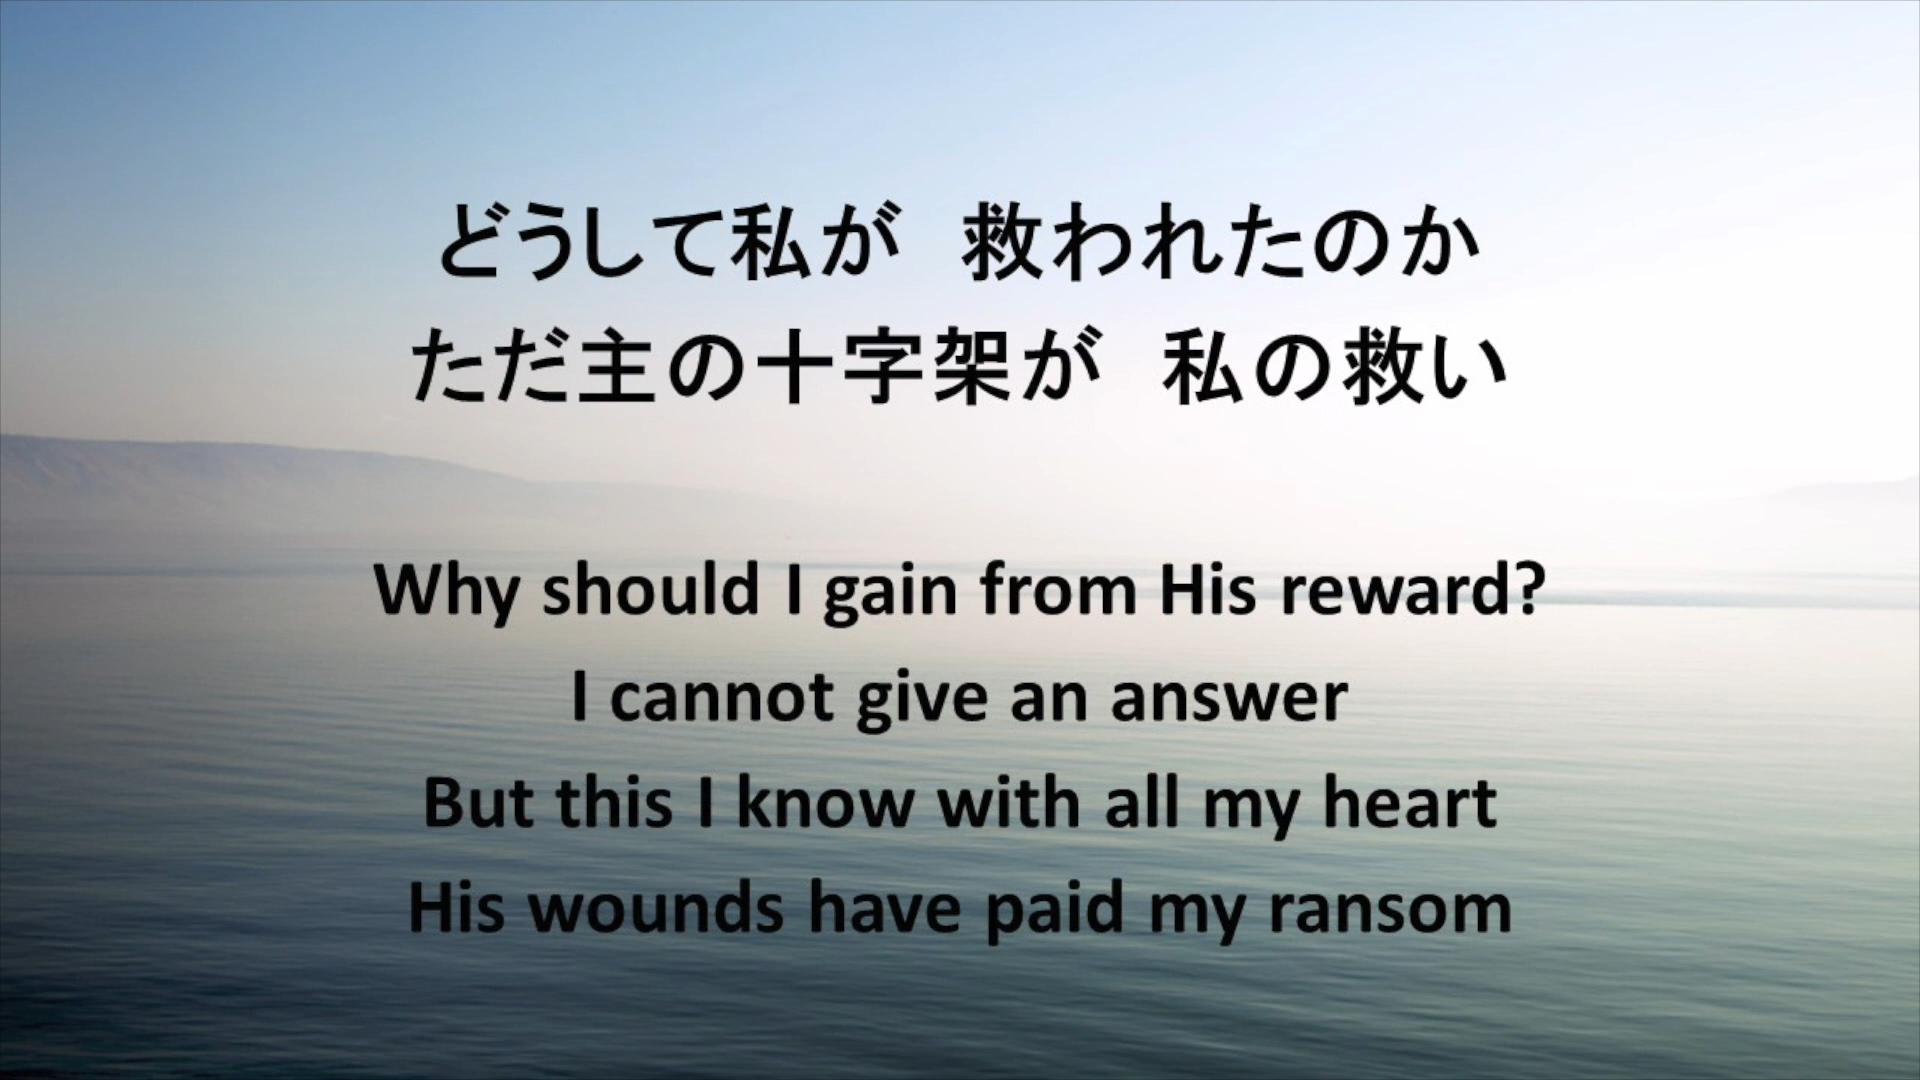 どうして私が　救われたのか
ただ主の十字架が　私の救い
Why should I gain from His reward?
I cannot give an answer
But this I know with all my heart
His wounds have paid my ransom